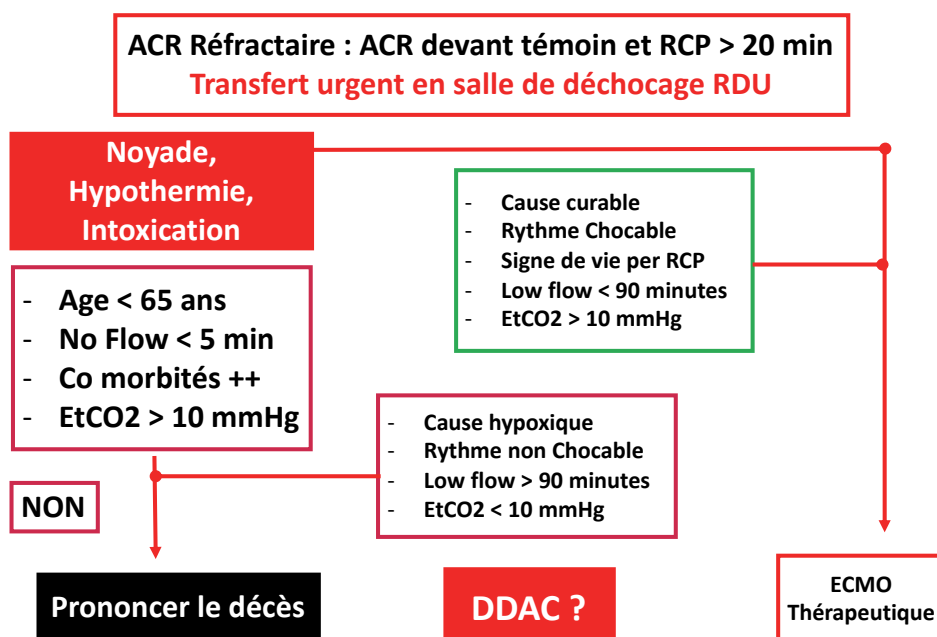 ACR Réfractaire : ACR devant témoin et RCP > 20 min
Transfert urgent en salle de déchocage RDU
Noyade,
Hypothermie,
Intoxication
- Cause curable
- Rythme Chocable
- Signe de vie per RCP
- Low flow < 90 minutes
- EtCO2 > 10 mmHg
- Age < 65 ans
- No Flow < 5 min
- Co morbités ++
- EtCO2 > 10 mmHg
- Cause hypoxique
- Rythme non Chocable
- Low flow > 90 minutes
- EtCO2 < 10 mmHg
NON
Prononcer le décès
DDAC ?
ECMO
Thérapeutique